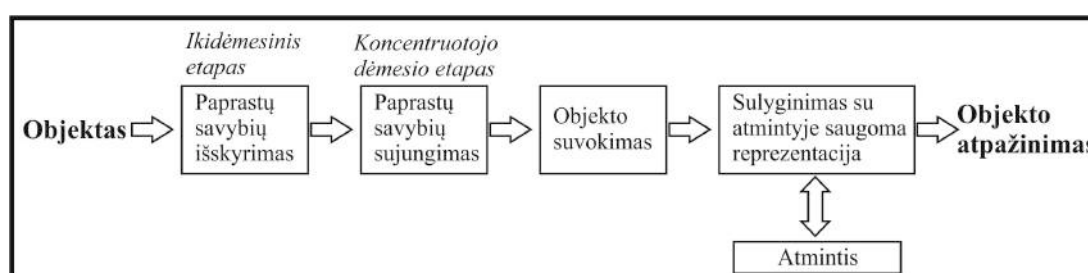 Ikidėmesinis
etapas
Koncentruotojo
dėmesio etapas
Objektas
Paprastų
savybių
išskyrimas
Paprastų
savybių
sujungimas
Objekto
suvokimas
Sulyginimas su
atmintyje saugoma
reprezentacija
Objekto
atpažinimas
Atmintis